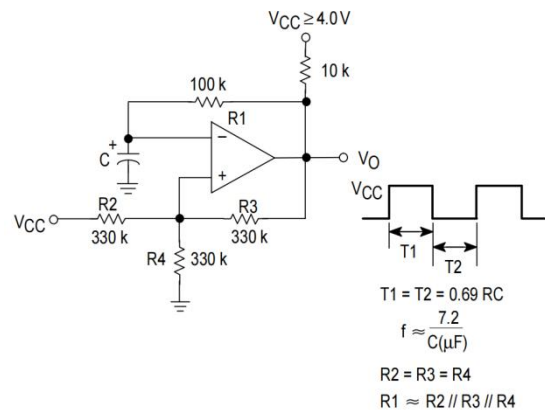 VCC ≥ 4.0 V
10 k
100 k
R1
−
+
+
C
VO
VCC
R2
330 k
R3
330 k
R4
330 k
VCC
T1
T2
T1 = T2 = 0.69 RC
f ≈ 7.2
C(µF)
R2 = R3 = R4
R1 ≈ R2 // R3 // R4